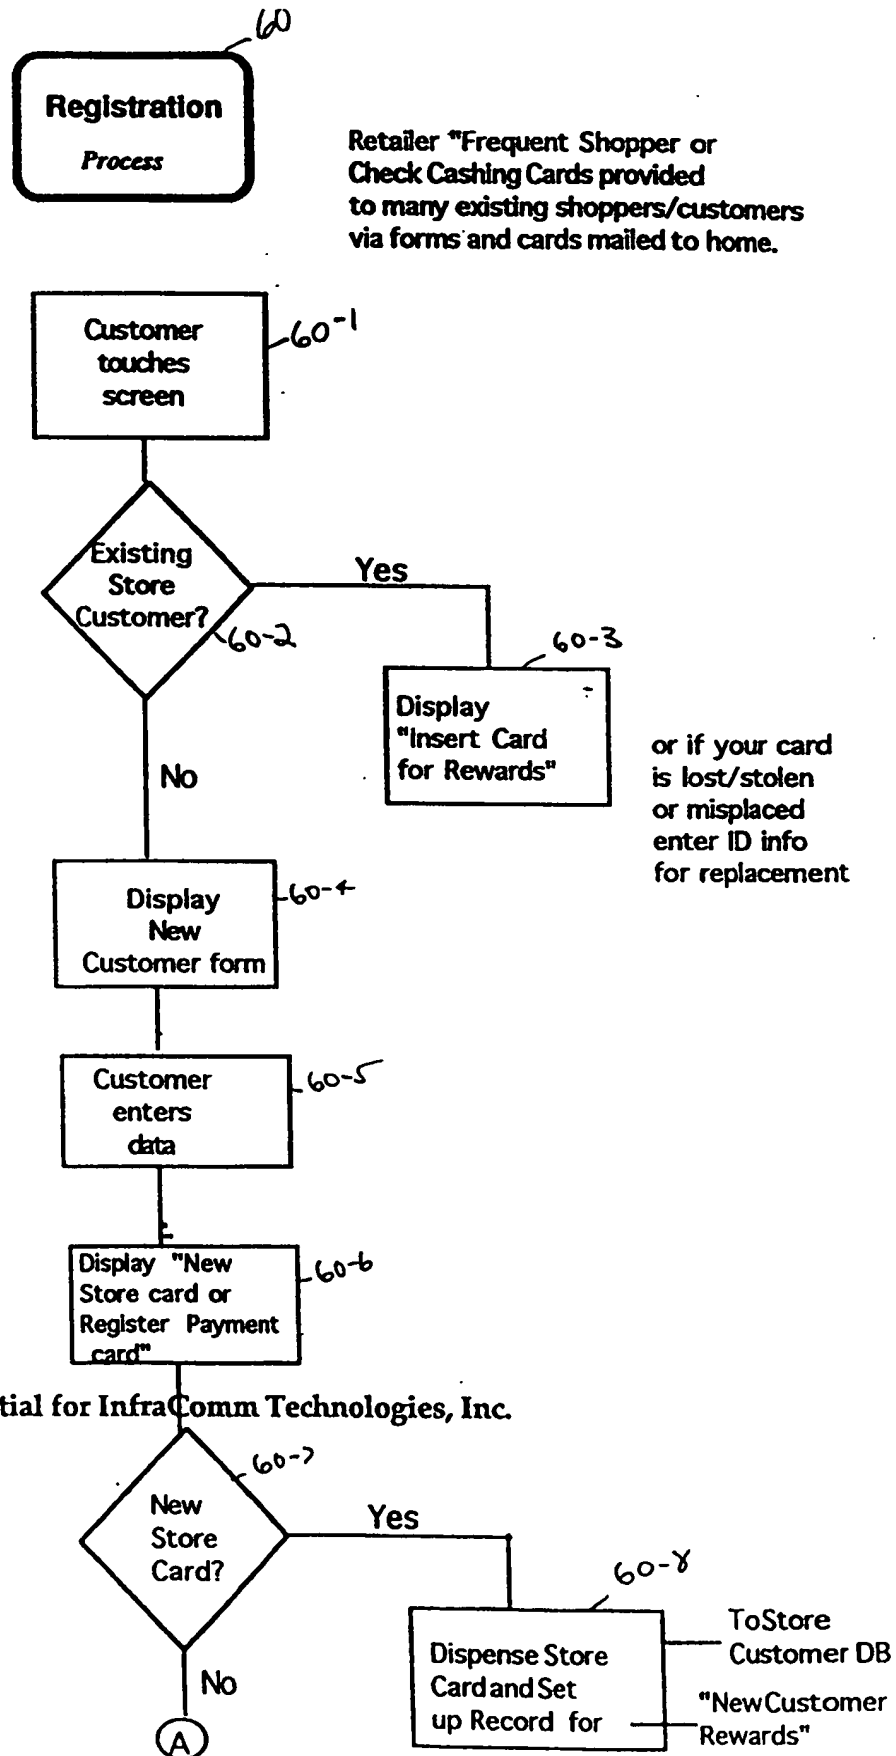 60
Registration
Process
Retailer "Frequent Shopper or
Check Cashing Cards provided
to many existing shoppers/customers
via forms and cards mailed to home.
Customer
touches
screen
60-1
Existing
Store
Customer?
60-2
Yes
60-3
Display
"Insert Card
for Rewards"
or if your card
is lost/stolen
or misplaced
enter ID info
for replacement
No
Display
New
Customer form
60-4
Customer
enters
data
60-5
Display "New
Store card or
Register Payment
card"
60-6
tial for InfraComm Technologies, Inc.
60-7
New
Store
Card?
Yes
60-8
Dispense Store
Card and Set
up Record for
To Store
Customer DB
"New Customer
Rewards"
No
A